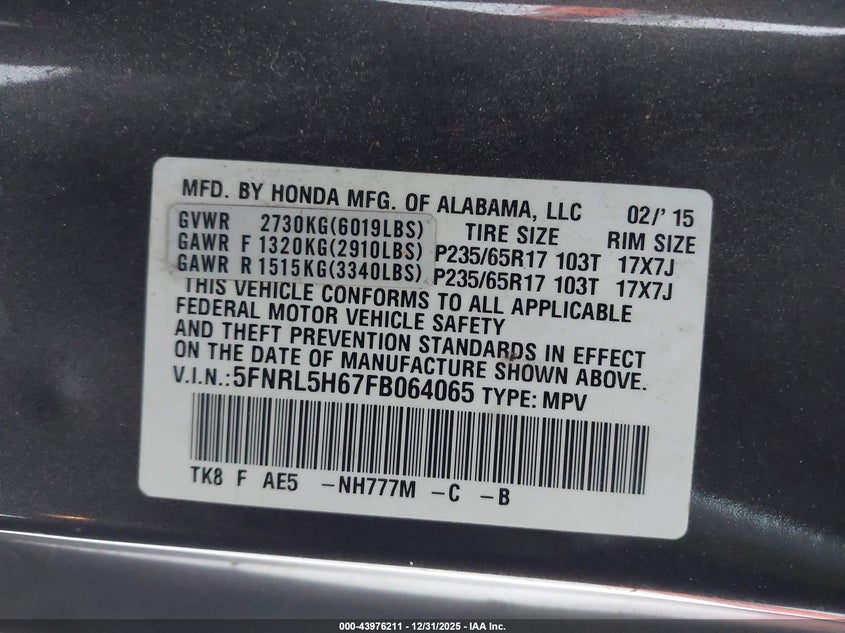 MFD. BY HONDA MFG. OF ALABAMA, LLC 02/' 15
GVWR 2730KG(6019LBS) TIRE SIZE RIM SIZE
GAWR F 1320KG(2910LBS) P235/65R17 103T 17X7J
GAWR R 1515KG(3340LBS) P235/65R17 103T 17X7J
THIS VEHICLE CONFORMS TO ALL APPLICABLE
FEDERAL MOTOR VEHICLE SAFETY
AND THEFT PREVENTION STANDARDS IN EFFECT
ON THE DATE OF MANUFACTURE SHOWN ABOVE.
V.I.N.:5FNRL5H67FB064065 TYPE: MPV
TK8 F AE5 -NH777M -C -B
000-43976211 - 12/31/2025 - IAA Inc.